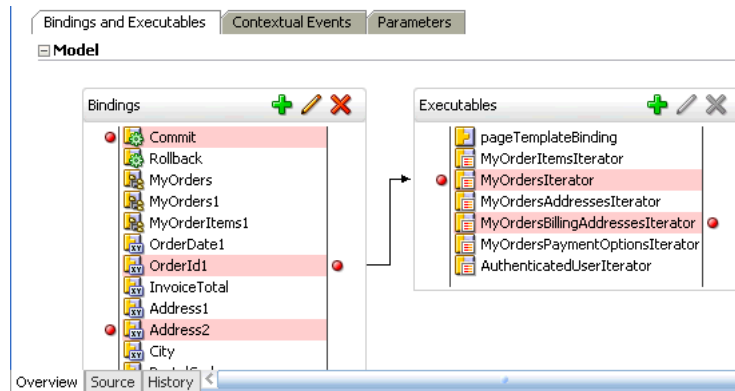 Bindings and Executables Contextual Events Parameters
Model
Bindings
Commit
Rollback
MyOrders
MyOrders1
MyOrderItems1
OrderDate1
OrderId1
InvoiceTotal
Address1
Address2
City
Executables
pageTemplateBinding
MyOrderItemsIterator
MyOrdersIterator
MyOrdersAddressesIterator
MyOrdersBillingAddressesIterator
MyOrdersPaymentOptionsIterator
AuthenticatedUserIterator
Overview Source History